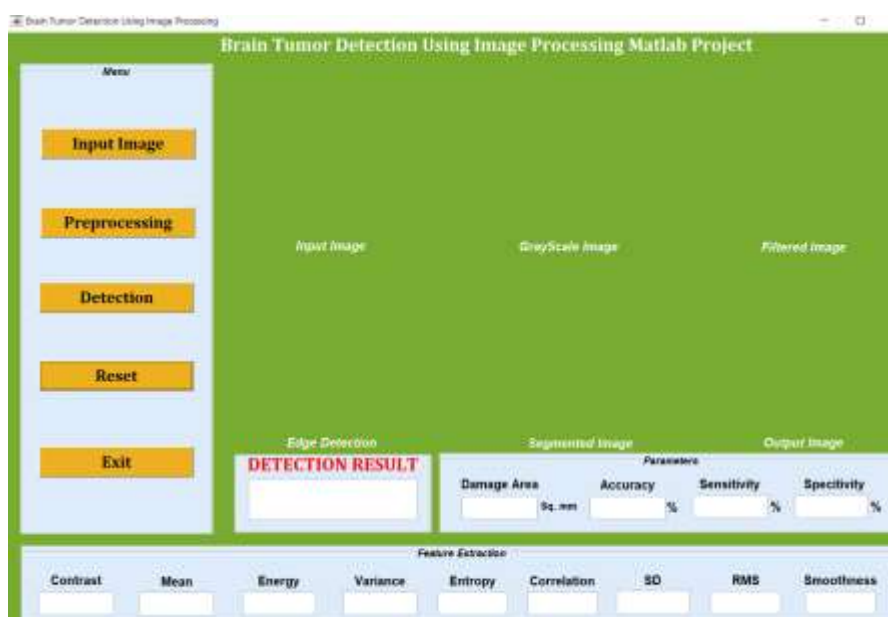 Brain Tumor Detection Using Image Processing
Brain Tumor Detection Using Image Processing Matlab Project
Menu
Input Image
Preprocessing
Detection
Reset
Exit
Input Image GrayScale Image Filtered Image
Edge Detection Segmented Image Output Image
DETECTION RESULT
Parameters
Damage Area Accuracy Sensitivity Specitivity
Sq. mm % % %
Feature Extraction
Contrast Mean Energy Variance Entropy Correlation SD RMS Smoothness